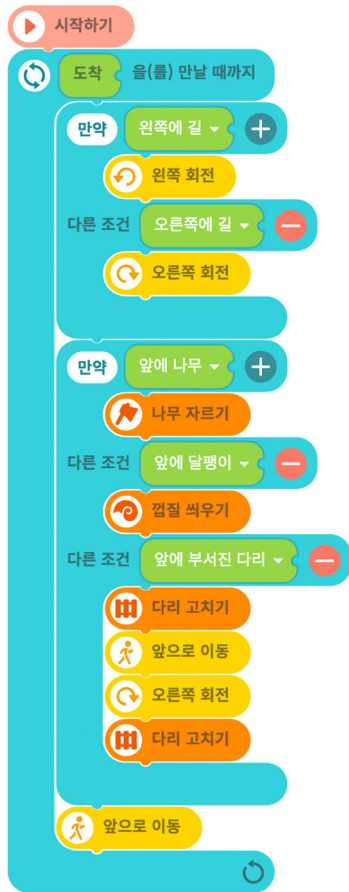 시작하기
도착 을(를) 만날 때까지
만약 왼쪽에 길
왼쪽 회전
다른 조건 오른쪽에 길
오른쪽 회전
만약 앞에 나무
나무 자르기
다른 조건 앞에 달팽이
껍질 씌우기
다른 조건 앞에 부서진 다리
다리 고치기
앞으로 이동
오른쪽 회전
다리 고치기
앞으로 이동